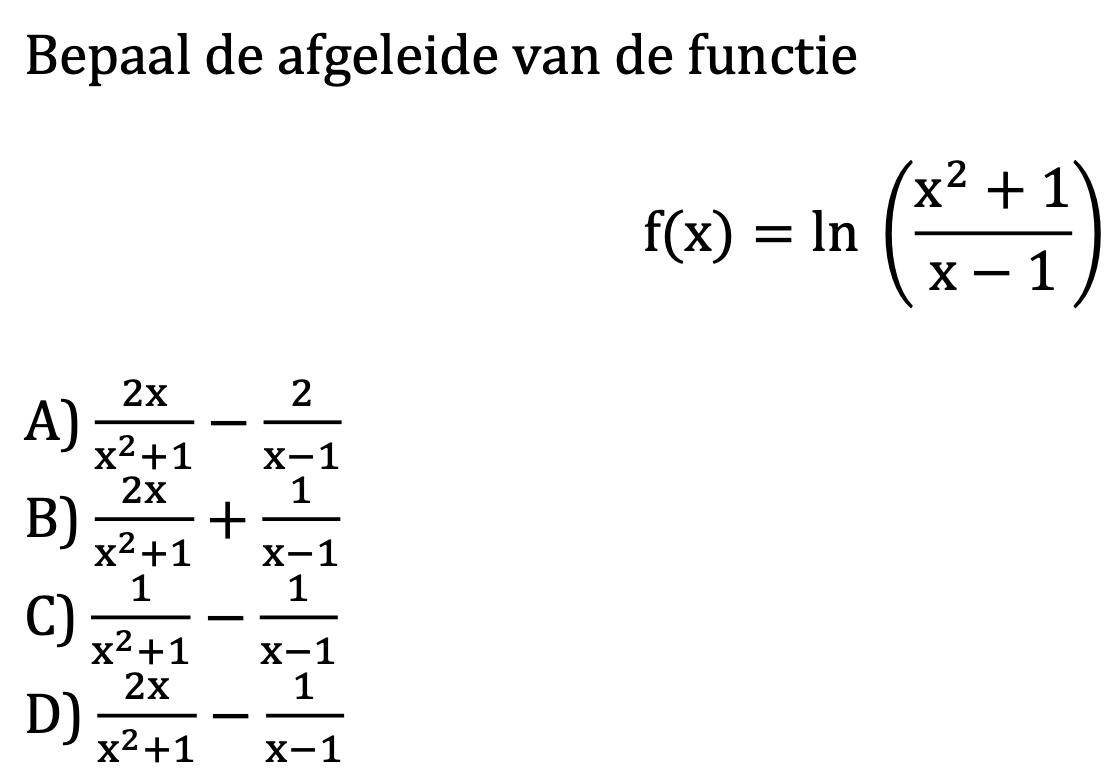 Bepaal de afgeleide van de functie
f(x) = ln ((x² + 1)/(x − 1))
A) 2x/(x²+1) − 2/(x−1)
B) 2x/(x²+1) + 1/(x−1)
C) 1/(x²+1) − 1/(x−1)
D) 2x/(x²+1) − 1/(x−1)